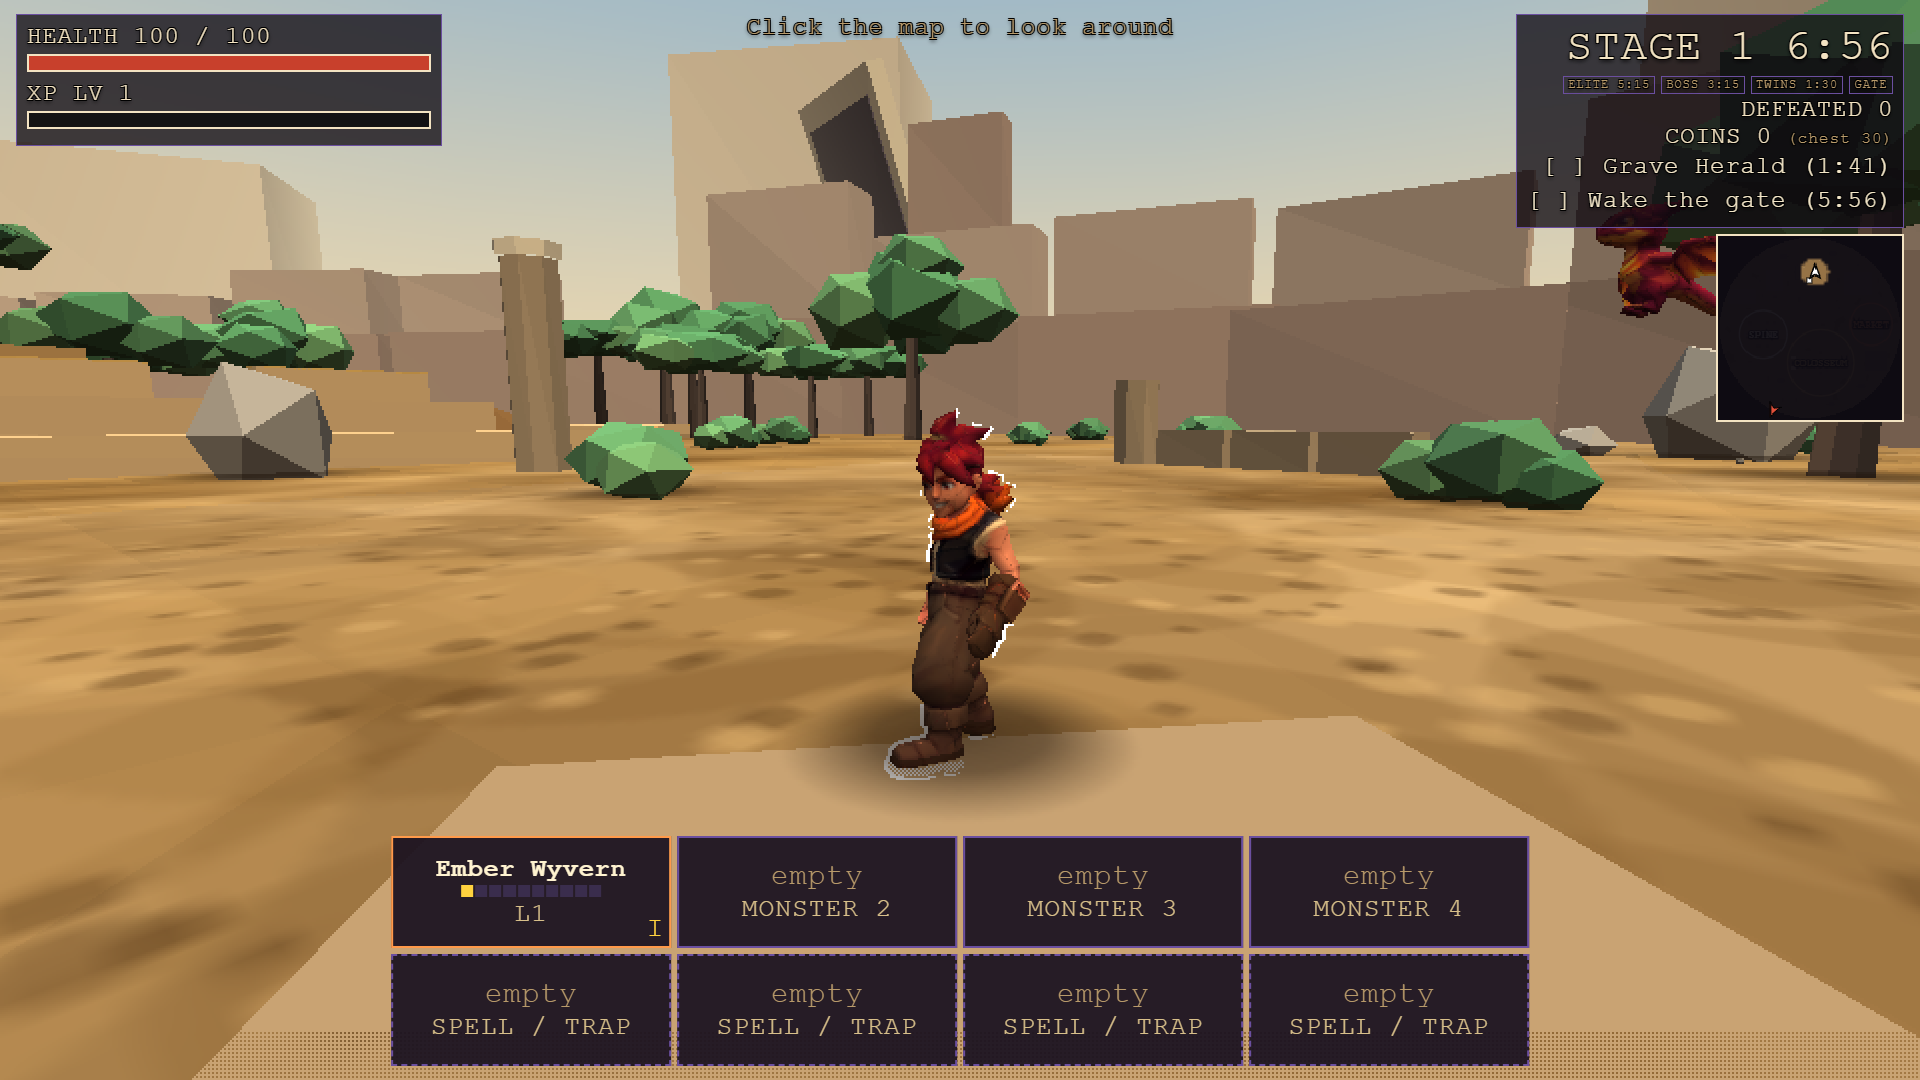 HEALTH 100 / 100
XP LV 1
Click the map to look around
STAGE 1 6:56
ELITE 5:15 BOSS 3:15 TWINS 1:30 GATE
DEFEATED 0
COINS 0 (chest 30)
[ ] Grave Herald (1:41)
[ ] Wake the gate (5:56)
Ember Wyvern
L1
I
empty
MONSTER 2
empty
MONSTER 3
empty
MONSTER 4
empty
SPELL / TRAP
empty
SPELL / TRAP
empty
SPELL / TRAP
empty
SPELL / TRAP